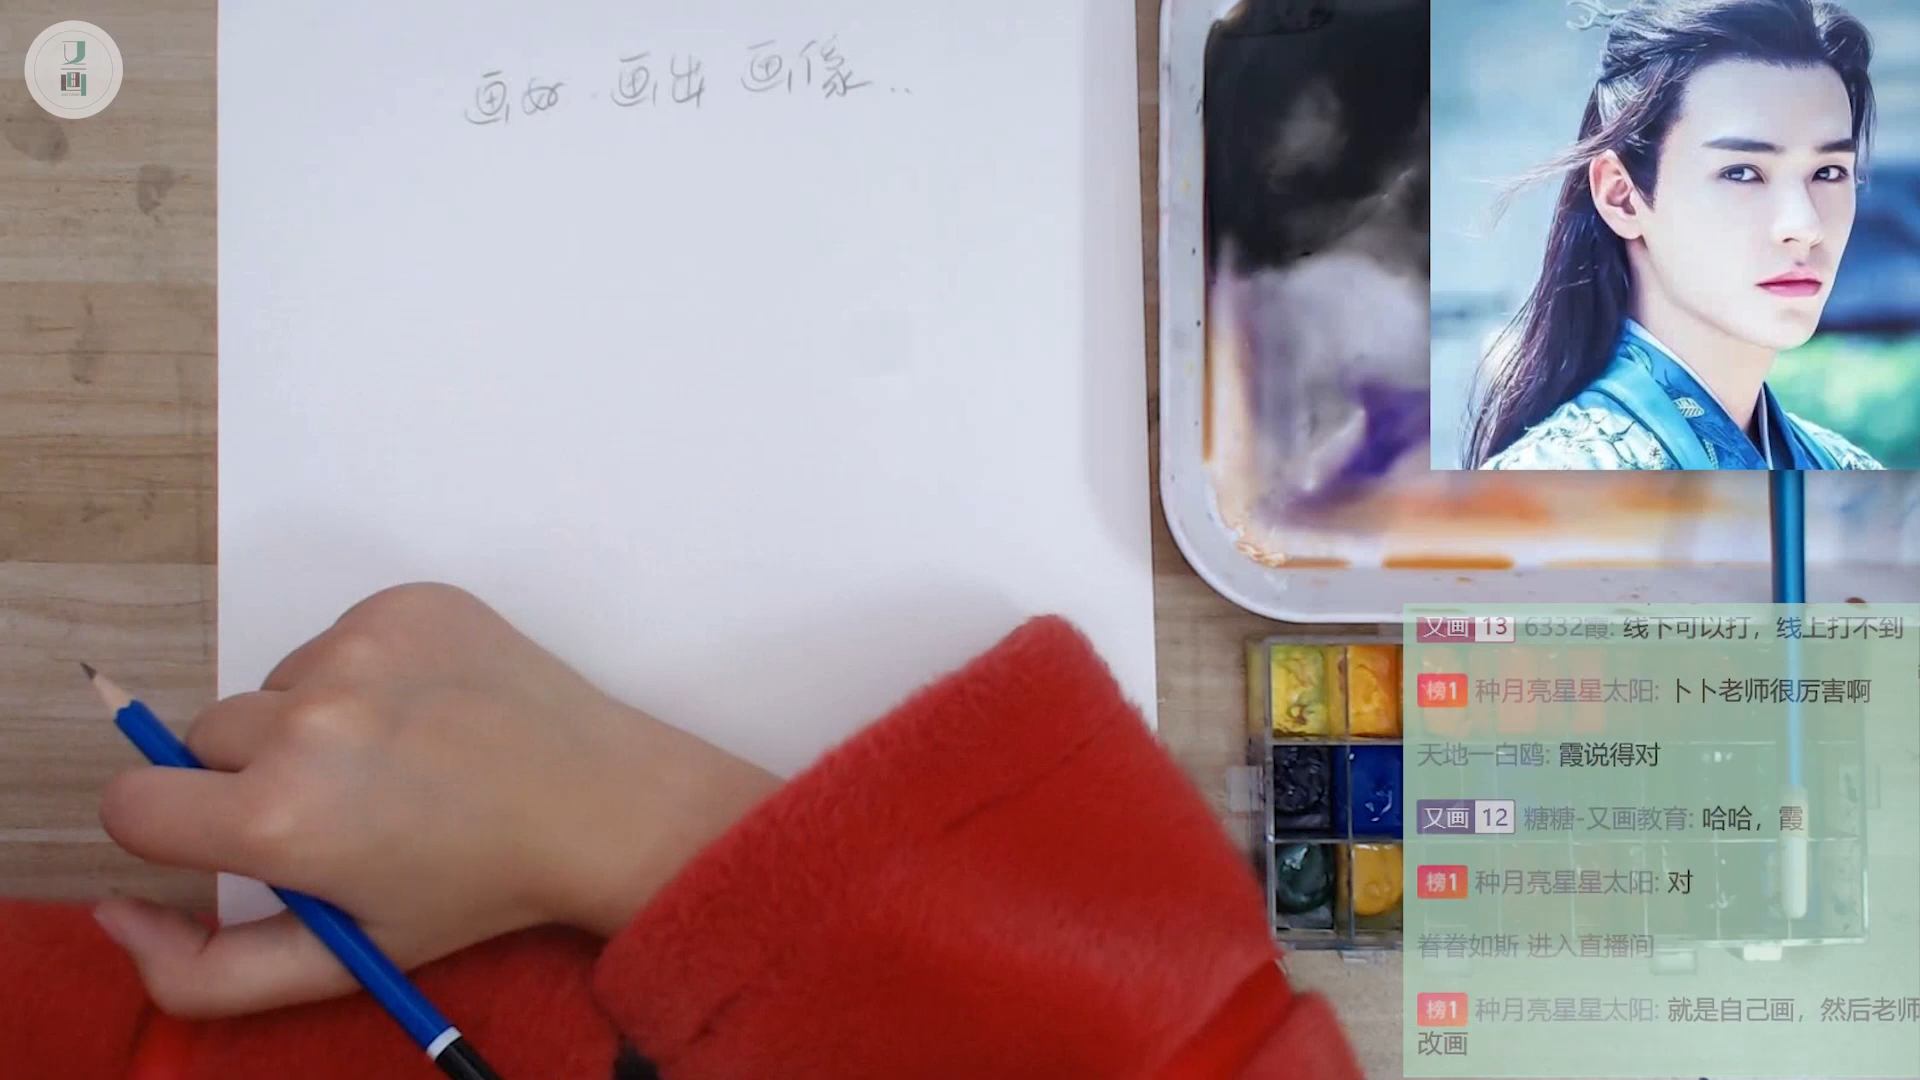 又画
画好.画出 画像..
又画 13 6332霞: 线下可以打，线上打不到
榜1 种月亮星星太阳: 卜卜老师很厉害啊
天地一白鸥: 霞说得对
又画 12 糖糖-又画教育: 哈哈，霞
榜1 种月亮星星太阳: 对
眷眷如斯 进入直播间
榜1 种月亮星星太阳: 就是自己画，然后老师
改画